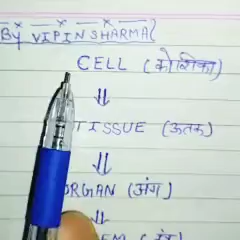 By VIPIN SHARMA
CELL (कोशिका)
⇓
TISSUE (ऊतक)
⇓
ORGAN (अंग)
⇓